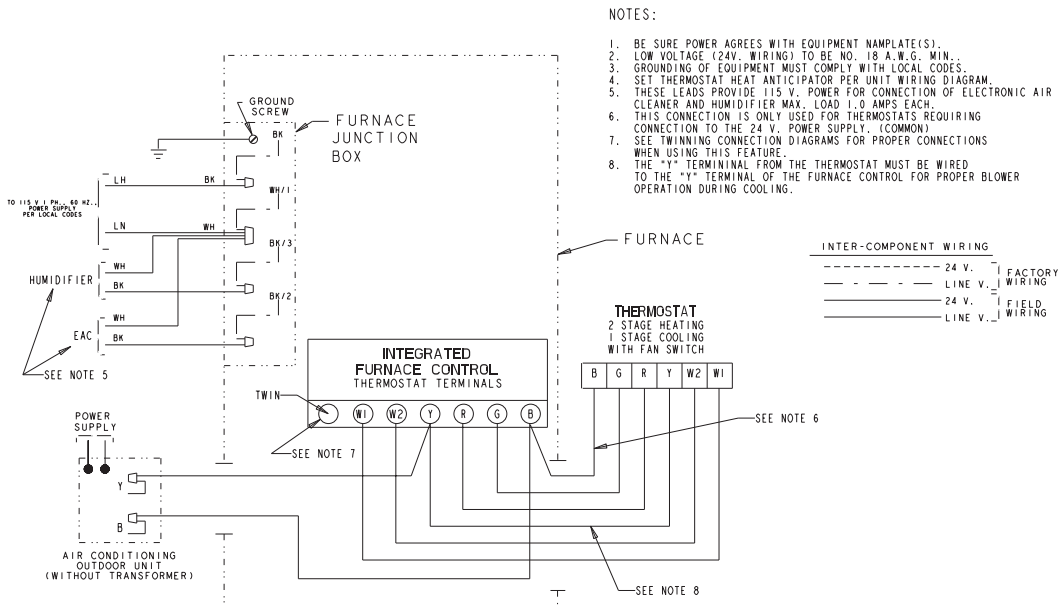 NOTES:
1. BE SURE POWER AGREES WITH EQUIPMENT NAMPLATE(S).
2. LOW VOLTAGE (24V. WIRING) TO BE NO. 18 A.W.G. MIN..
3. GROUNDING OF EQUIPMENT MUST COMPLY WITH LOCAL CODES.
4. SET THERMOSTAT HEAT ANTICIPATOR PER UNIT WIRING DIAGRAM.
5. THESE LEADS PROVIDE 115 V. POWER FOR CONNECTION OF ELECTRONIC AIR
CLEANER AND HUMIDIFIER MAX. LOAD 1.0 AMPS EACH.
6. THIS CONNECTION IS ONLY USED FOR THERMOSTATS REQUIRING
CONNECTION TO THE 24 V. POWER SUPPLY. (COMMON)
7. SEE TWINNING CONNECTION DIAGRAMS FOR PROPER CONNECTIONS
WHEN USING THIS FEATURE.
8. THE "Y" TERMININAL FROM THE THERMOSTAT MUST BE WIRED
TO THE "Y" TERMINAL OF THE FURNACE CONTROL FOR PROPER BLOWER
OPERATION DURING COOLING.
GROUND
SCREW
FURNACE
JUNCTION
BOX
BK
LH
BK
WH/1
TO 115 V 1 PH., 60 HZ..
POWER SUPPLY
PER LOCAL CODES
LN
WH
BK/3
WH
HUMIDIFIER
BK
BK/2
WH
EAC
BK
SEE NOTE 5
FURNACE
INTER-COMPONENT WIRING
24 V.
LINE V.
FACTORY
WIRING
24 V.
LINE V.
FIELD
WIRING
THERMOSTAT
2 STAGE HEATING
1 STAGE COOLING
WITH FAN SWITCH
B G R Y W2 W1
INTEGRATED
FURNACE CONTROL
THERMOSTAT TERMINALS
TWIN
W1 W2 Y R G B
SEE NOTE 6
SEE NOTE 7
POWER
SUPPLY
Y
B
AIR CONDITIONING
OUTDOOR UNIT
(WITHOUT TRANSFORMER)
SEE NOTE 8